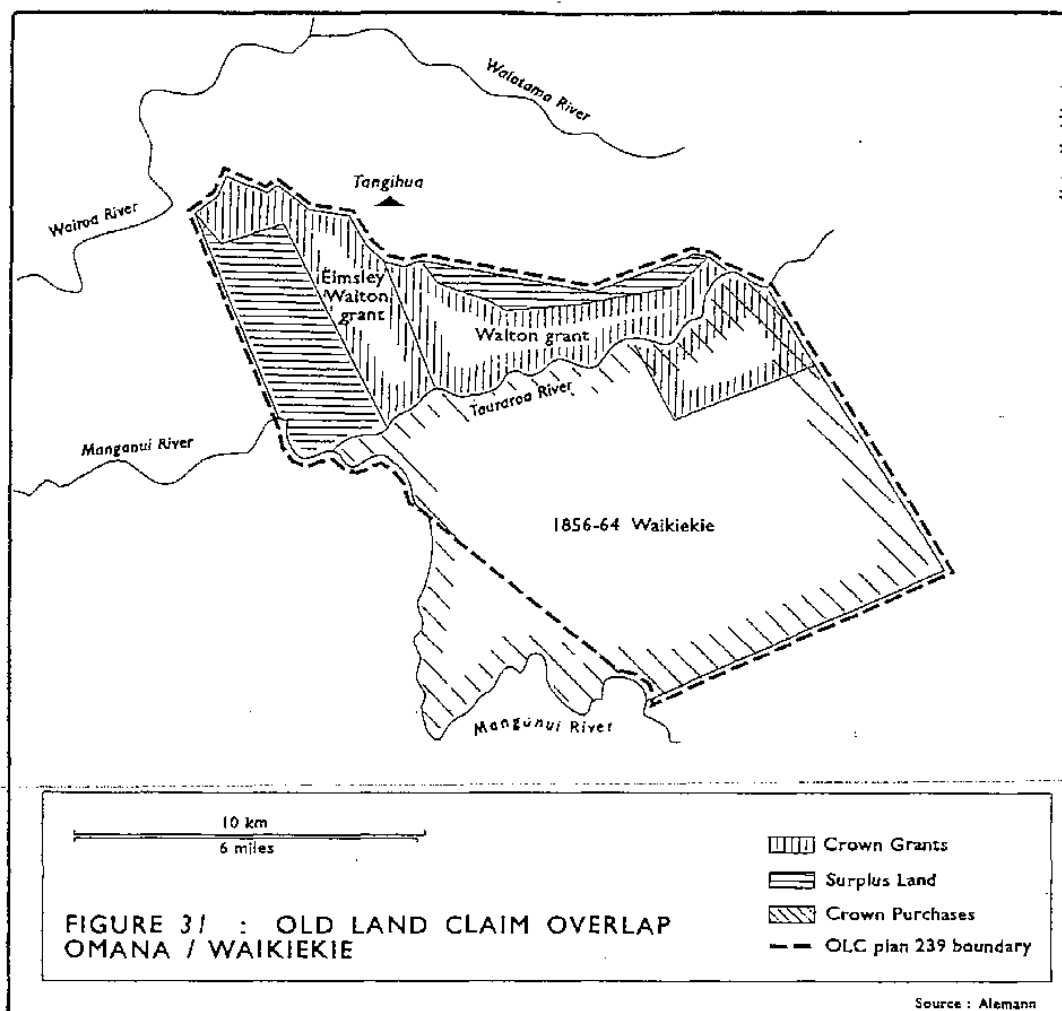 Waiotama River
Tangihua
Wairoa River
Elmsley
Walton
grant
Walton grant
Tauraroa River
Manganui River
1856-64 Waikiekie
Manganui River
10 km
6 miles
Crown Grants
Surplus Land
Crown Purchases
OLC plan 239 boundary
FIGURE 31 : OLD LAND CLAIM OVERLAP
OMANA / WAIKIEKIE
Source : Alemann